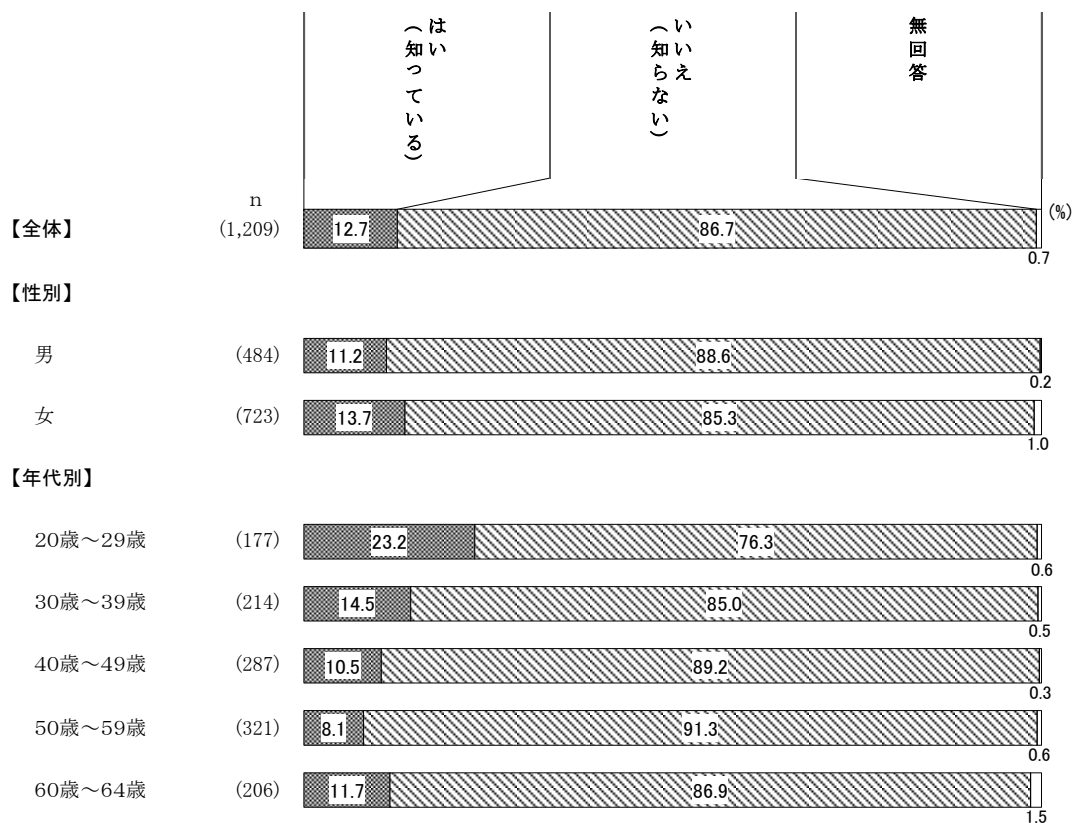 はい
（知っている）
いいえ
（知らない）
無回答
n
(%)
【全体】 (1,209) 12.7 86.7 0.7
【性別】
男 (484) 11.2 88.6 0.2
女 (723) 13.7 85.3 1.0
【年代別】
20歳～29歳 (177) 23.2 76.3 0.6
30歳～39歳 (214) 14.5 85.0 0.5
40歳～49歳 (287) 10.5 89.2 0.3
50歳～59歳 (321) 8.1 91.3 0.6
60歳～64歳 (206) 11.7 86.9 1.5